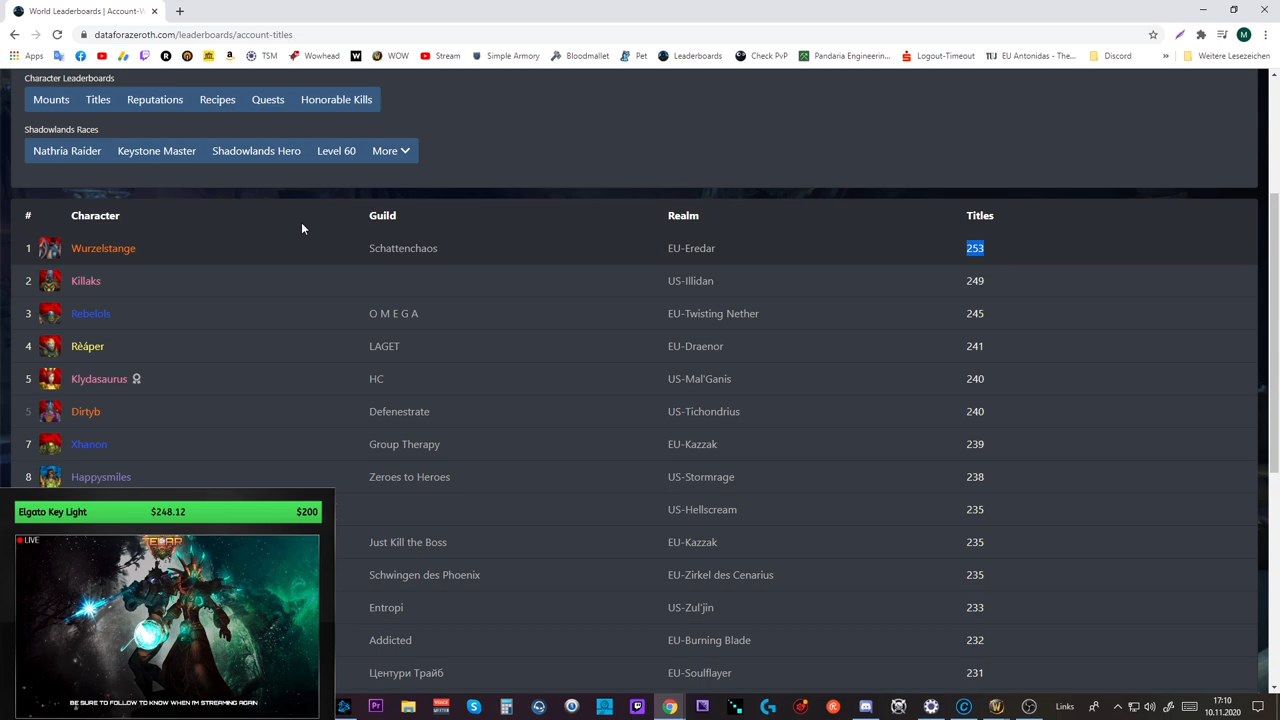 World Leaderboards | Account-W
dataforazeroth.com/leaderboards/account-titles
M
Apps TSM Wowhead WOW Stream Simple Armory Bloodmallet Pet Leaderboards Check PvP Pandaria Engineerin... Logout-Timeout EU Antonidas - The... Discord » Weitere Lesezeichen
Character Leaderboards
Mounts Titles Reputations Recipes Quests Honorable Kills
Shadowlands Races
Nathria Raider Keystone Master Shadowlands Hero Level 60 More
# Character Guild Realm Titles
1 Wurzelstange Schattenchaos EU-Eredar 253
2 Killaks US-Illidan 249
3 Rebelols O M E G A EU-Twisting Nether 245
4 Rèáper LAGET EU-Draenor 241
5 Klydasaurus HC US-Mal'Ganis 240
5 Dirtyb Defenestrate US-Tichondrius 240
7 Xhanon Group Therapy EU-Kazzak 239
8 Happysmiles Zeroes to Heroes US-Stormrage 238
US-Hellscream 235
Just Kill the Boss EU-Kazzak 235
Schwingen des Phoenix EU-Zirkel des Cenarius 235
Entropi US-Zul'jin 233
Addicted EU-Burning Blade 232
Центури Трайб EU-Soulflayer 231
Elgato Key Light $248.12 $200
LIVE
BE SURE TO FOLLOW TO KNOW WHEN I'M STREAMING AGAIN
Links
17:10
10.11.2020